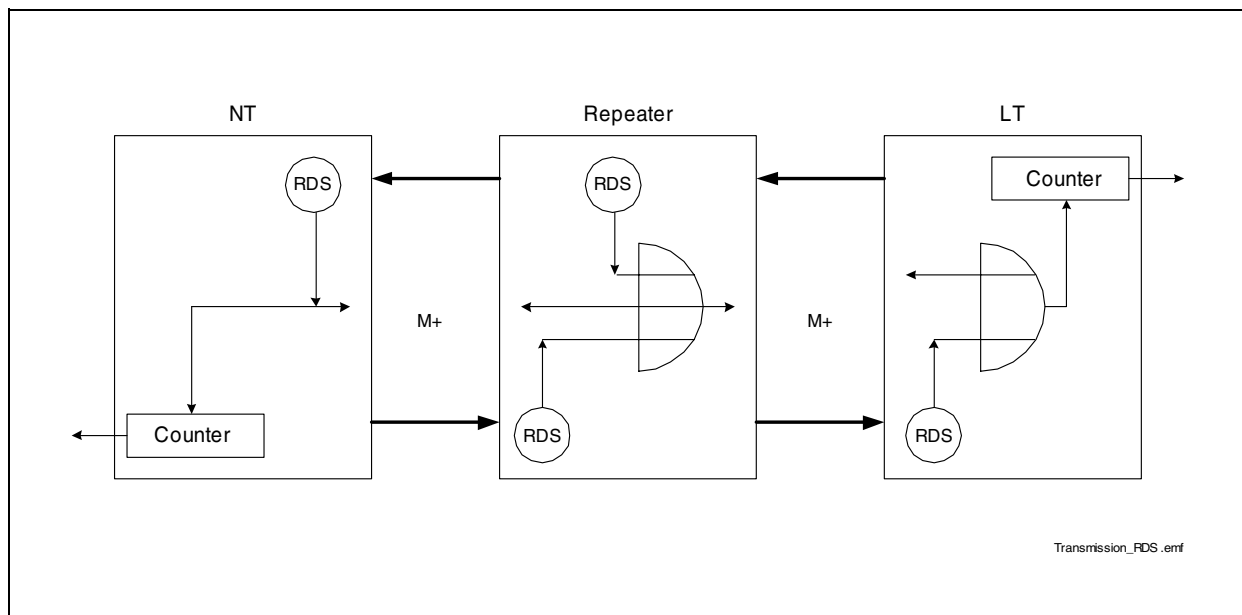 NT
Repeater
LT
RDS
RDS
Counter
M+
M+
Counter
RDS
RDS
Transmission_RDS.emf